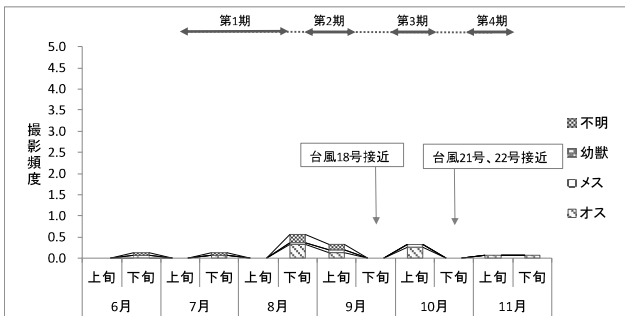 第1期 第2期 第3期 第4期
5.0
4.5
4.0
3.5
3.0
2.5
2.0
1.5
1.0
0.5
0.0
撮影頻度
台風18号接近 台風21号、22号接近
不明
幼獣
メス
オス
上旬 下旬 上旬 下旬 上旬 下旬 上旬 下旬 上旬 下旬 上旬 下旬
6月 7月 8月 9月 10月 11月